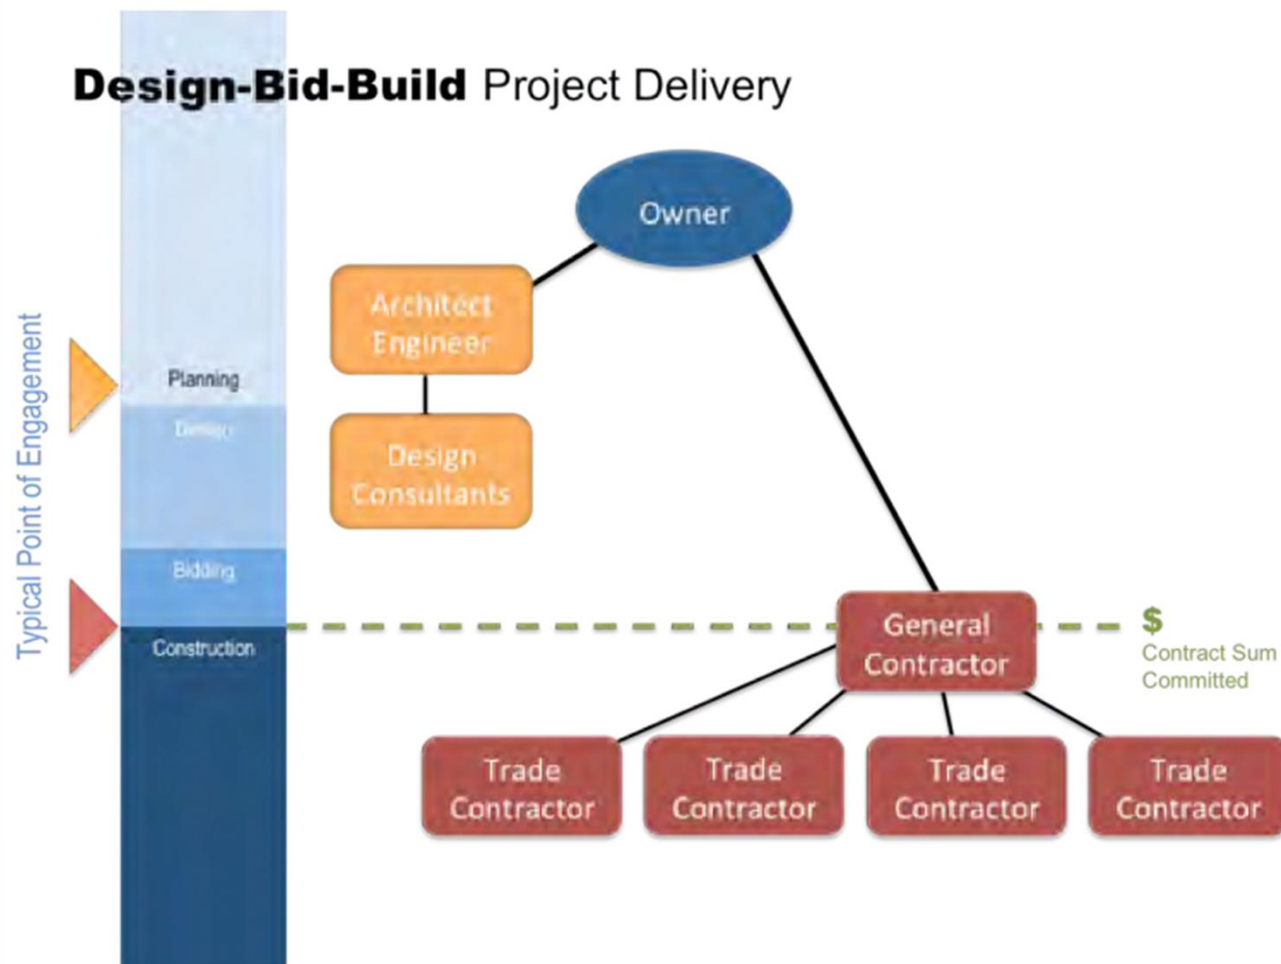 Design-Bid-Build Project Delivery
Owner
Architect
Engineer
Design
Consultants
Typical Point of Engagement
Planning
Design
Bidding
Construction
General
Contractor
$
Contract Sum
Committed
Trade
Contractor
Trade
Contractor
Trade
Contractor
Trade
Contractor